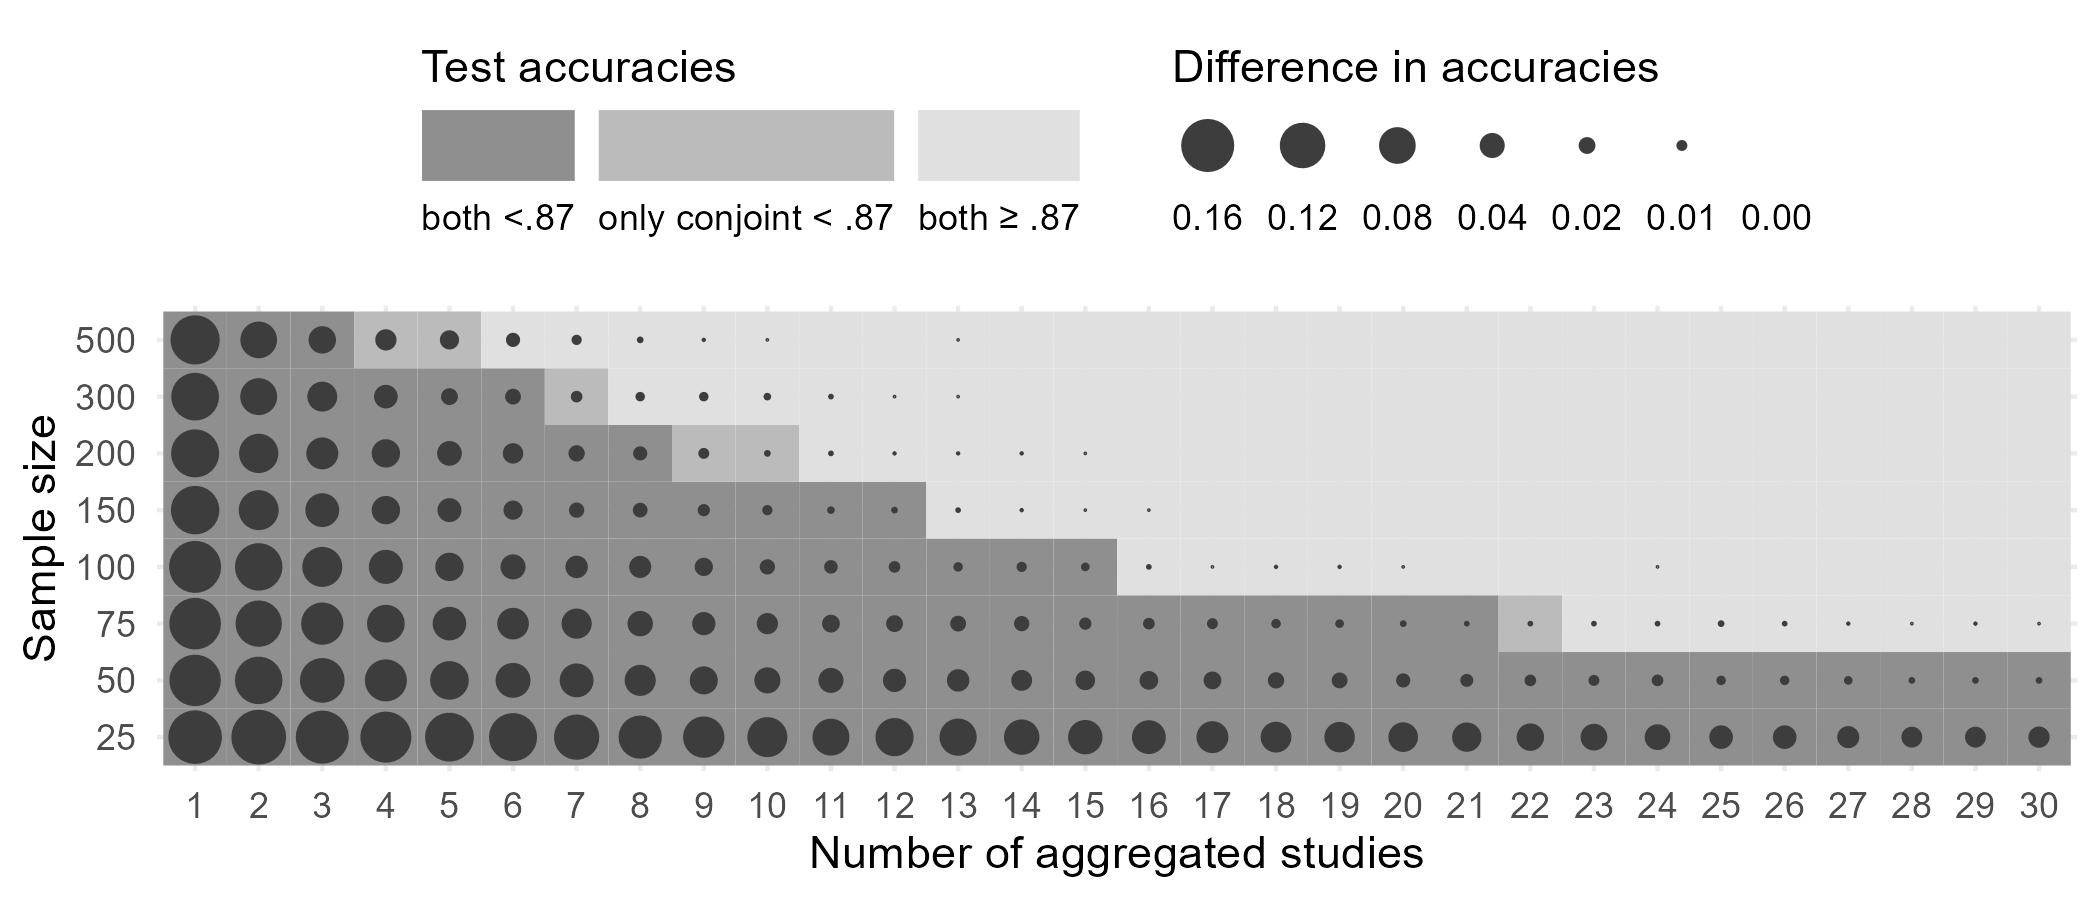 Test accuracies
Difference in accuracies
both <.87
only conjoint < .87
both ≥ .87
0.16 0.12 0.08 0.04 0.02 0.01 0.00
Sample size
500
300
200
150
100
75
50
25
1 2 3 4 5 6 7 8 9 10 11 12 13 14 15 16 17 18 19 20 21 22 23 24 25 26 27 28 29 30
Number of aggregated studies